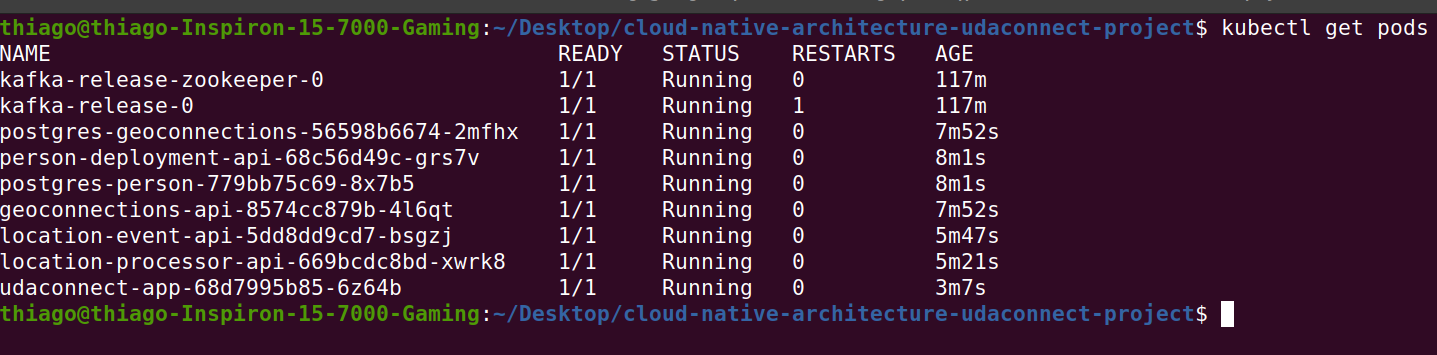 thiago@thiago-Inspiron-15-7000-Gaming:~/Desktop/cloud-native-architecture-udaconnect-project$ kubectl get pods
NAME READY STATUS RESTARTS AGE
kafka-release-zookeeper-0 1/1 Running 0 117m
kafka-release-0 1/1 Running 1 117m
postgres-geoconnections-56598b6674-2mfhx 1/1 Running 0 7m52s
person-deployment-api-68c56d49c-grs7v 1/1 Running 0 8m1s
postgres-person-779bb75c69-8x7b5 1/1 Running 0 8m1s
geoconnections-api-8574cc879b-4l6qt 1/1 Running 0 7m52s
location-event-api-5dd8dd9cd7-bsgzj 1/1 Running 0 5m47s
location-processor-api-669bcdc8bd-xwrk8 1/1 Running 0 5m21s
udaconnect-app-68d7995b85-6z64b 1/1 Running 0 3m7s
thiago@thiago-Inspiron-15-7000-Gaming:~/Desktop/cloud-native-architecture-udaconnect-project$